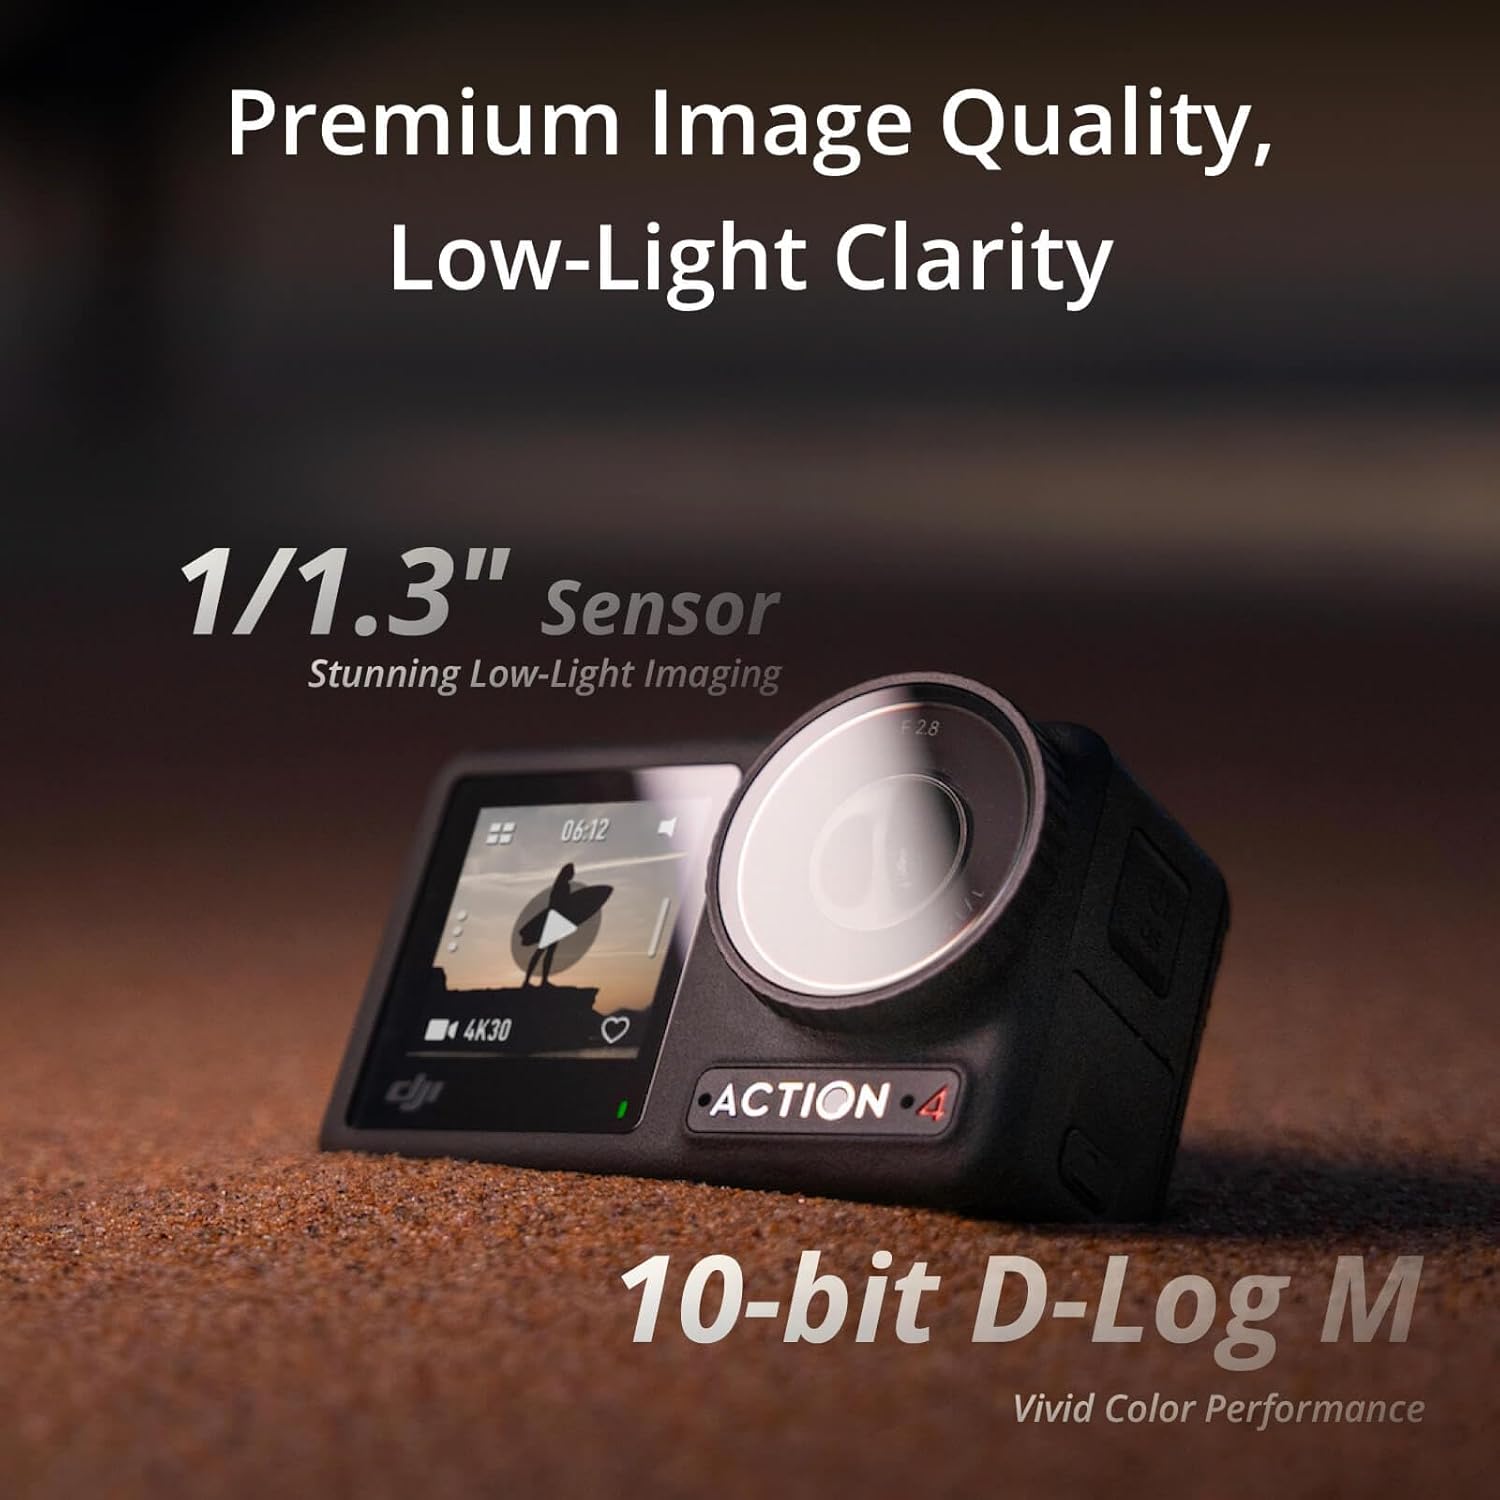 Premium Image Quality,
Low-Light Clarity
1/1.3" Sensor
Stunning Low-Light Imaging
F 2.8
06:12
4K30
dji
ACTION 4
10-bit D-Log M
Vivid Color Performance